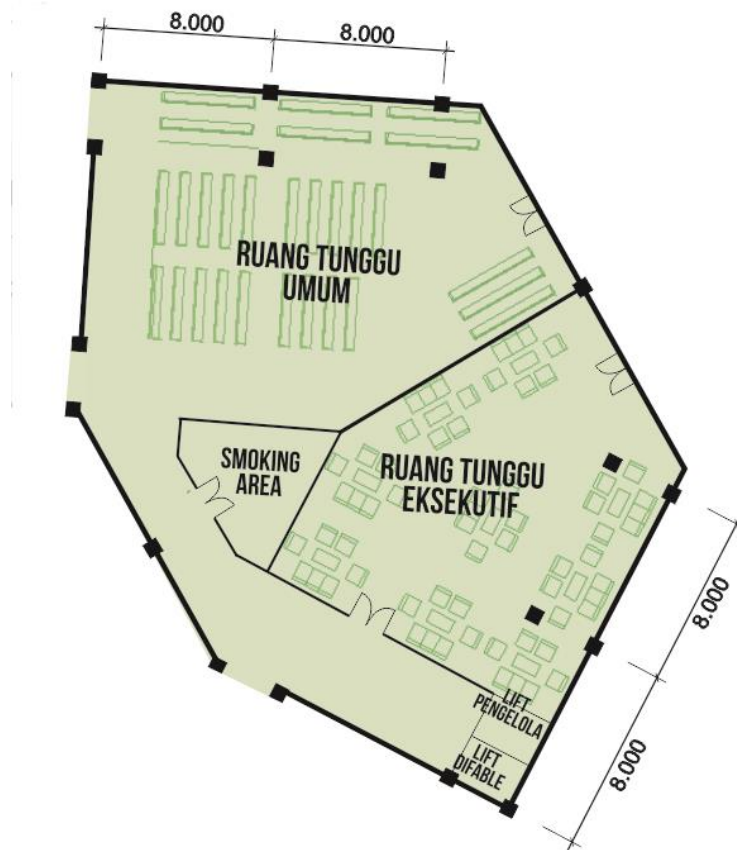 8.000
8.000
RUANG TUNGGU
UMUM
SMOKING
AREA
RUANG TUNGGU
EKSEKUTIF
8.000
LIFT
PENGELOLA
LIFT
DIFABLE
8.000